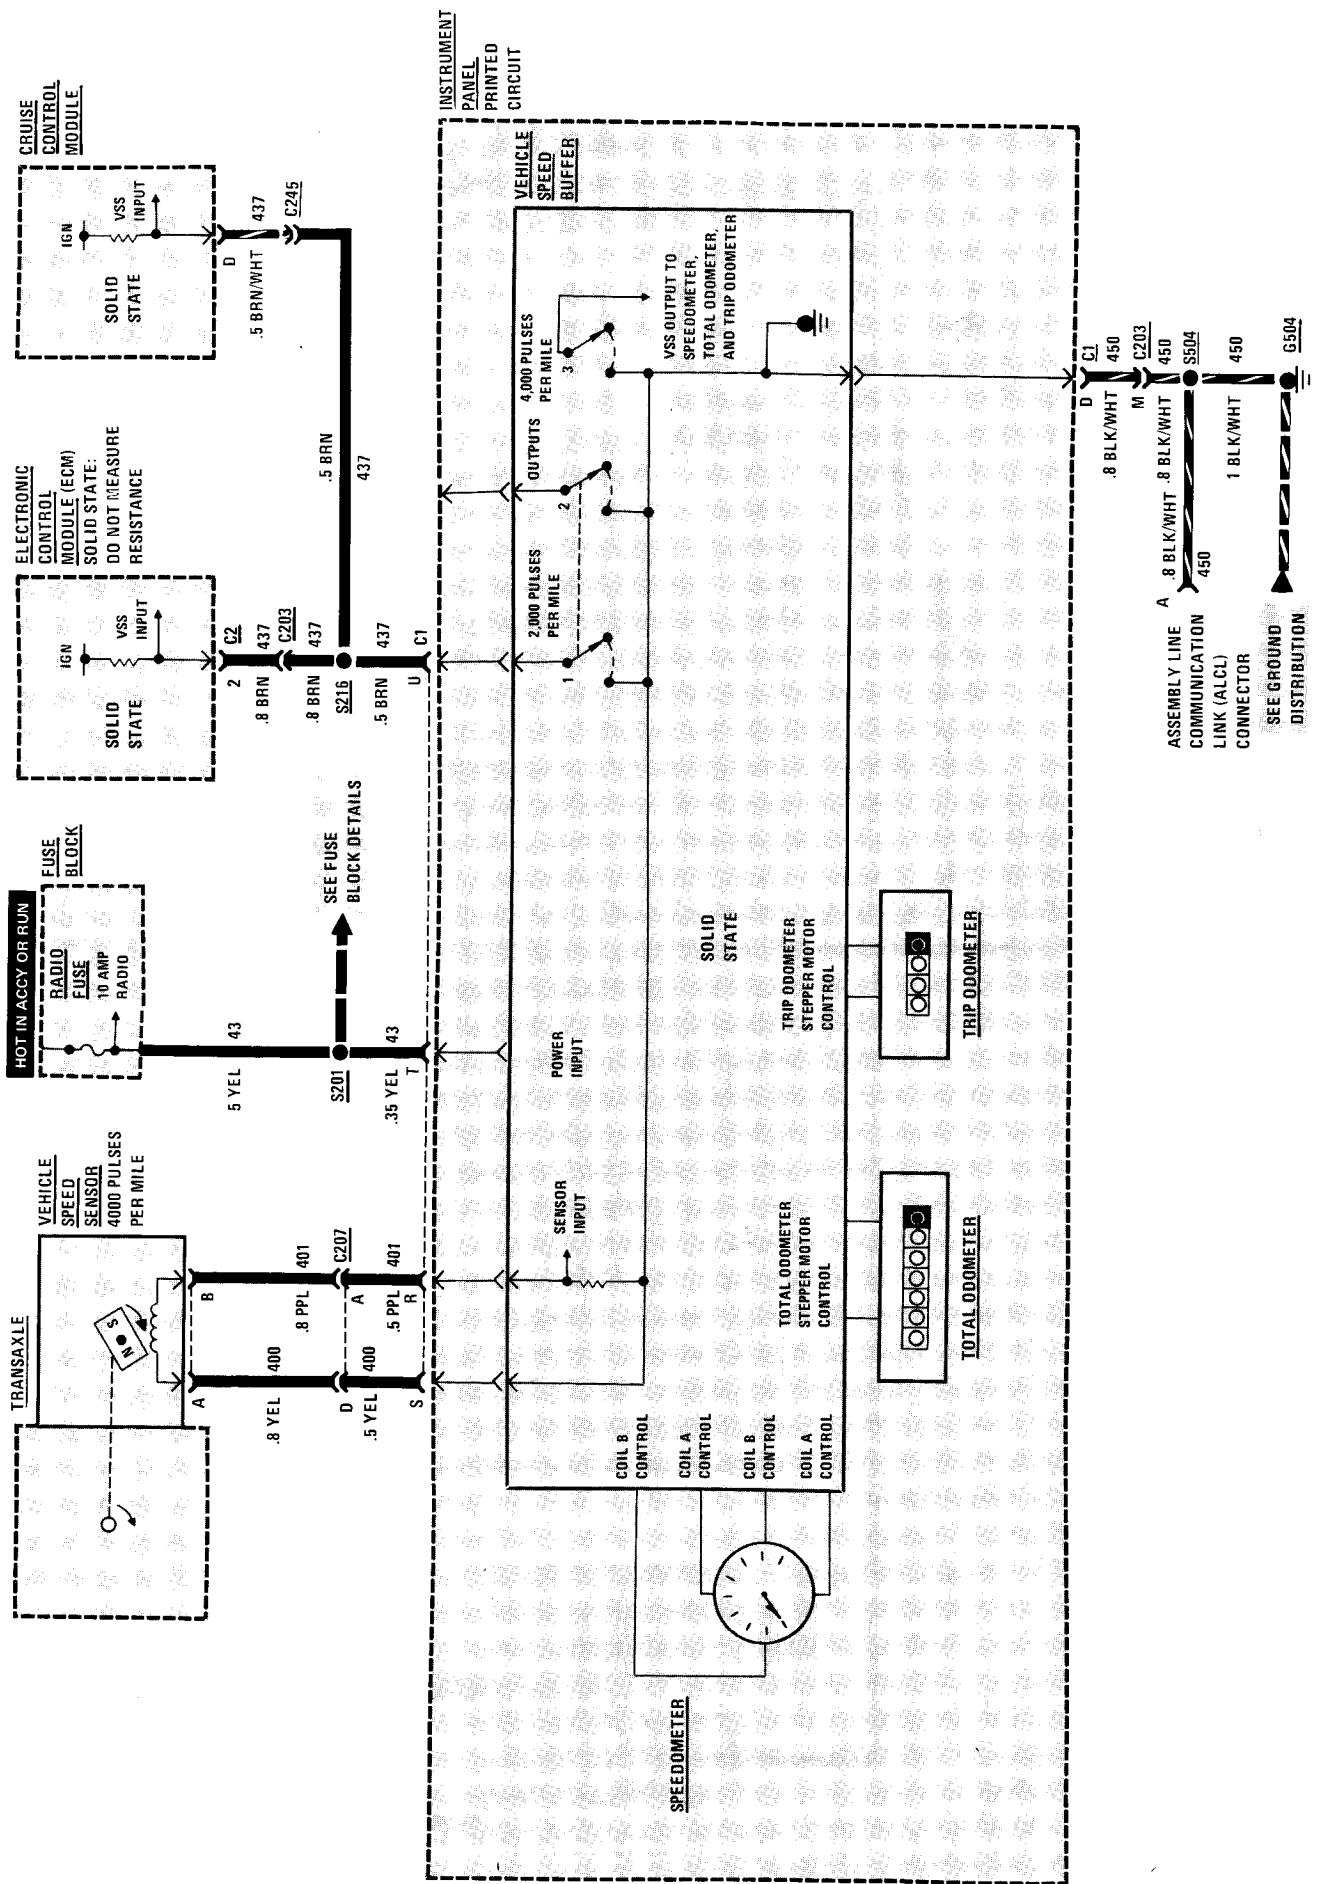 TRANSAXLE
VEHICLE
SPEED
SENSOR
4000 PULSES
PER MILE
S
N
A
B
.8 YEL
400
.8 PPL
401
C207
D
A
.5 YEL
400
.5 PPL
401
S
R
HOT IN ACCY OR RUN
FUSE
BLOCK
RADIO
FUSE
10 AMP
RADIO
5 YEL
43
S201
SEE FUSE
BLOCK DETAILS
.35 YEL
43
T
ELECTRONIC
CONTROL
MODULE (ECM)
SOLID STATE:
DO NOT MEASURE
RESISTANCE
IGN
SOLID
STATE
VSS
INPUT
2
C2
.8 BRN
437
C203
.8 BRN
437
S216
.5 BRN
437
U
C1
CRUISE
CONTROL
MODULE
IGN
SOLID
STATE
VSS
INPUT
D
.5 BRN/WHT
437
C245
.5 BRN
437
INSTRUMENT
PANEL
PRINTED
CIRCUIT
VEHICLE
SPEED
BUFFER
SENSOR
INPUT
POWER
INPUT
2,000 PULSES
PER MILE
OUTPUTS
4,000 PULSES
PER MILE
1
2
3
VSS OUTPUT TO
SPEEDOMETER,
TOTAL ODOMETER,
AND TRIP ODOMETER
COIL B
CONTROL
COIL A
CONTROL
COIL B
CONTROL
COIL A
CONTROL
SOLID
STATE
TOTAL ODOMETER
STEPPER MOTOR
CONTROL
TRIP ODOMETER
STEPPER MOTOR
CONTROL
SPEEDOMETER
TOTAL ODOMETER
TRIP ODOMETER
D
C1
.8 BLK/WHT
450
M
C203
.8 BLK/WHT
450
S504
A
.8 BLK/WHT
450
ASSEMBLY LINE
COMMUNICATION
LINK (ALCL)
CONNECTOR
1 BLK/WHT
450
G504
SEE GROUND
DISTRIBUTION